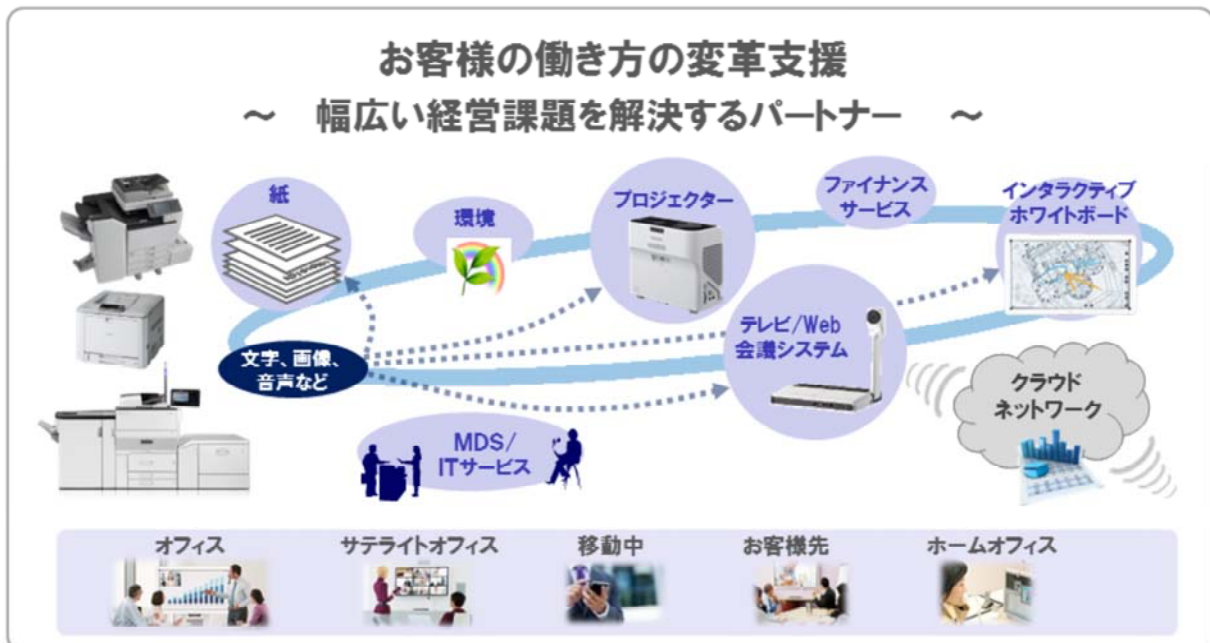 お客様の働き方の変革支援
～ 幅広い経営課題を解決するパートナー ～
紙
環境
プロジェクター
ファイナンス
サービス
インタラクティブ
ホワイトボード
文字、画像、
音声など
テレビ/Web
会議システム
クラウド
ネットワーク
MDS/
ITサービス
オフィス
サテライトオフィス
移動中
お客様先
ホームオフィス